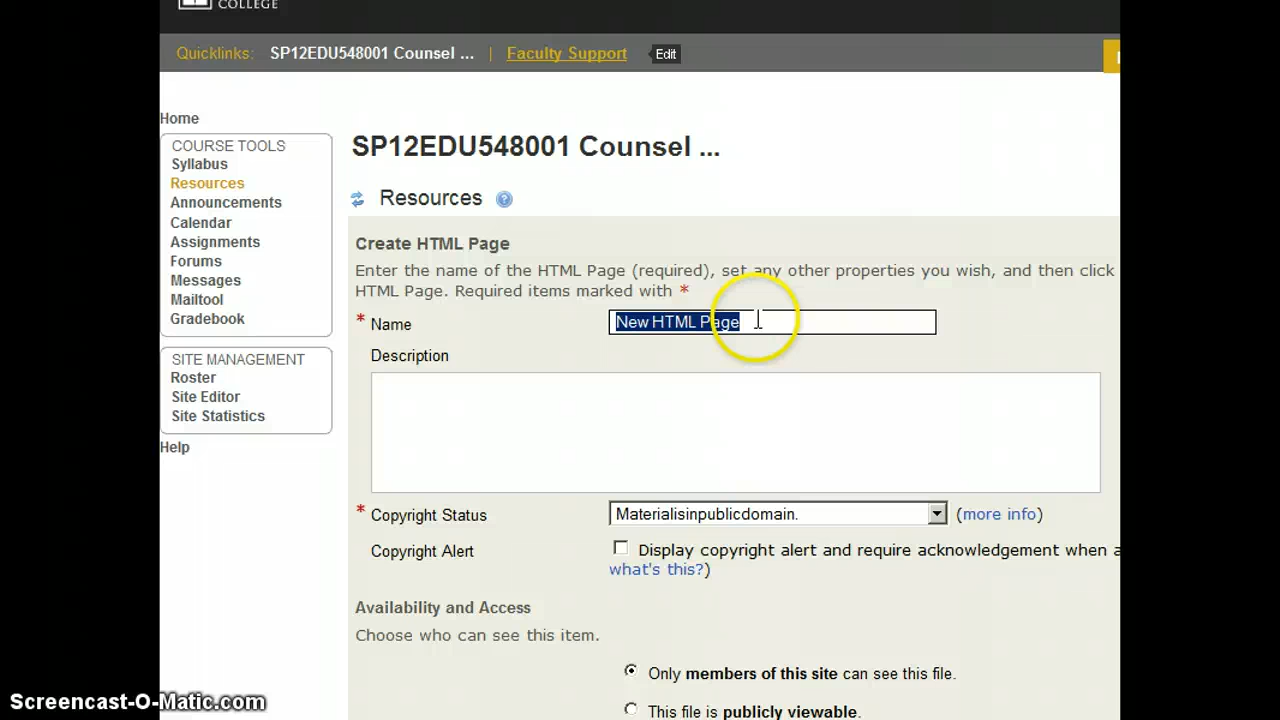 COLLEGE
Quicklinks: SP12EDU548001 Counsel ... | Faculty Support Edit
Home
COURSE TOOLS
Syllabus
Resources
Announcements
Calendar
Assignments
Forums
Messages
Mailtool
Gradebook
SITE MANAGEMENT
Roster
Site Editor
Site Statistics
Help
SP12EDU548001 Counsel ...
Resources ?
Create HTML Page
Enter the name of the HTML Page (required), set any other properties you wish, and then click
HTML Page. Required items marked with *
* Name New HTML Page
Description
* Copyright Status Materialisinpublicdomain. (more info)
Copyright Alert Display copyright alert and require acknowledgement when a
what's this?)
Availability and Access
Choose who can see this item.
Only members of this site can see this file.
This file is publicly viewable.
Screencast-O-Matic.com